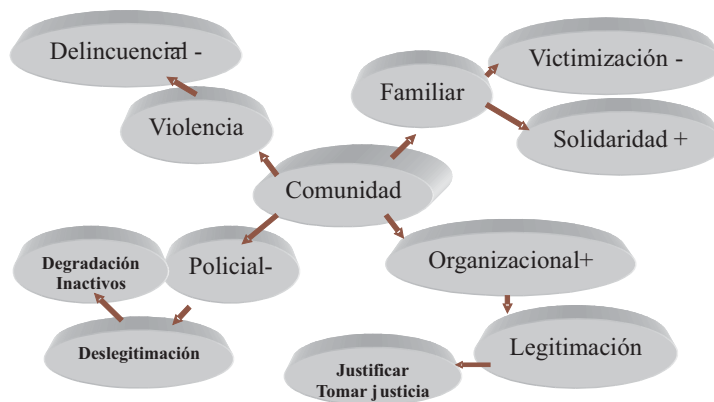 Delincuencial -
Victimización -
Familiar
Violencia
Solidaridad +
Comunidad
Degradación
Inactivos
Policial-
Organizacional+
Deslegitimación
Legitimación
Justificar
Tomar justicia